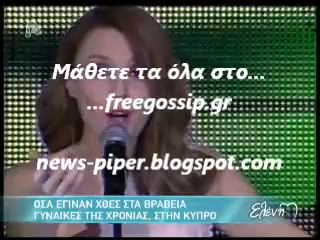 Μάθετε τα όλα στο...
...freegossip.gr
news-piper.blogspot.com
ΟΣΑ ΕΓΙΝΑΝ ΧΘΕΣ ΣΤΑ ΒΡΑΒΕΙΑ
ΓΥΝΑΙΚΕΣ ΤΗΣ ΧΡΟΝΙΑΣ, ΣΤΗΝ ΚΥΠΡΟ
Ελένη